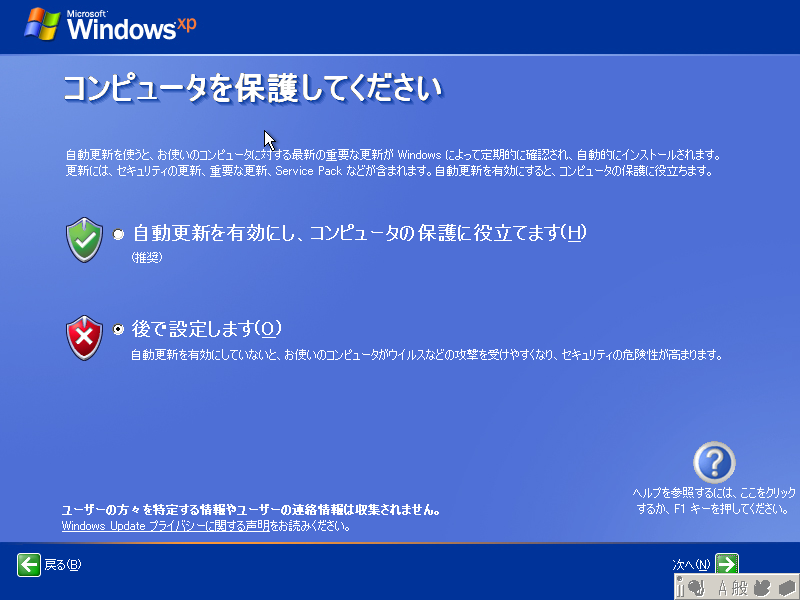 Microsoft®
Windows xp
コンピュータを保護してください
自動更新を使うと、お使いのコンピュータに対する最新の重要な更新が Windows によって定期的に確認され、自動的にインストールされます。
更新には、セキュリティの更新、重要な更新、Service Pack などが含まれます。自動更新を有効にすると、コンピュータの保護に役立ちます。
自動更新を有効にし、コンピュータの保護に役立てます(H)
(推奨)
後で設定します(O)
自動更新を有効にしていないと、お使いのコンピュータがウイルスなどの攻撃を受けやすくなり、セキュリティの危険性が高まります。
ヘルプを参照するには、ここをクリック
するか、F1 キーを押してください。
ユーザーの方々を特定する情報やユーザーの連絡情報は収集されません。
Windows Update プライバシーに関する声明をお読みください。
戻る(B)
次へ(N)
A 般